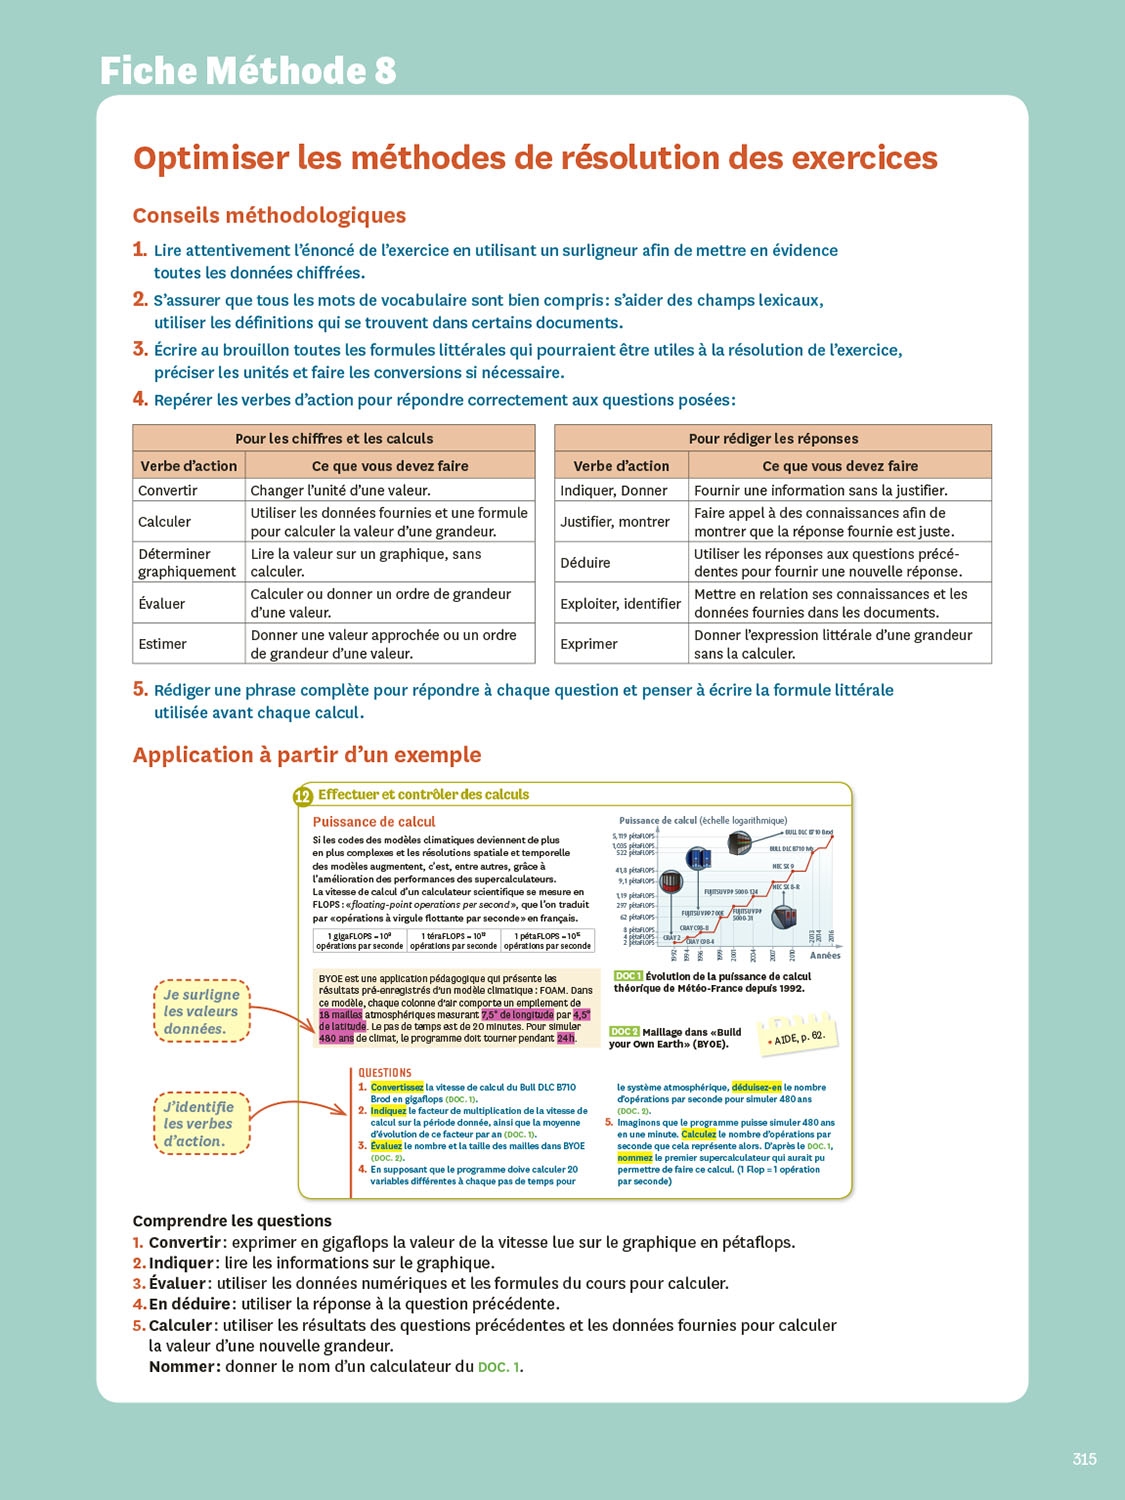 Fiche Méthode 8
Optimiser les méthodes de résolution des exercices
Conseils méthodologiques
1. Lire attentivement l'énoncé de l'exercice en utilisant un surligneur afin de mettre en évidence
toutes les données chiffrées.
2. S'assurer que tous les mots de vocabulaire sont bien compris : s'aider des champs lexicaux,
utiliser les définitions qui se trouvent dans certains documents.
3. Écrire au brouillon toutes les formules littérales qui pourraient être utiles à la résolution de l'exercice,
préciser les unités et faire les conversions si nécessaire.
4. Repérer les verbes d'action pour répondre correctement aux questions posées :
Pour les chiffres et les calculs
Verbe d'action Ce que vous devez faire
Convertir Changer l'unité d'une valeur.
Calculer Utiliser les données fournies et une formule
pour calculer la valeur d'une grandeur.
Déterminer Lire la valeur sur un graphique, sans
graphiquement calculer.
Évaluer Calculer ou donner un ordre de grandeur
d'une valeur.
Estimer Donner une valeur approchée ou un ordre
de grandeur d'une valeur.
Pour rédiger les réponses
Verbe d'action Ce que vous devez faire
Indiquer, Donner Fournir une information sans la justifier.
Justifier, montrer Faire appel à des connaissances afin de
montrer que la réponse fournie est juste.
Déduire Utiliser les réponses aux questions précé-
dentes pour fournir une nouvelle réponse.
Exploiter, identifier Mettre en relation ses connaissances et les
données fournies dans les documents.
Exprimer Donner l'expression littérale d'une grandeur
sans la calculer.
5. Rédiger une phrase complète pour répondre à chaque question et penser à écrire la formule littérale
utilisée avant chaque calcul.
Application à partir d'un exemple
12 Effectuer et contrôler des calculs
Puissance de calcul
Si les codes des modèles climatiques deviennent de plus
en plus complexes et les résolutions spatiale et temporelle
des modèles augmentent, c'est, entre autres, grâce à
l'amélioration des performances des supercalculateurs.
La vitesse de calcul d'un calculateur scientifique se mesure en
FLOPS : « floating-point operations per second », que l'on traduit
par « opérations à virgule flottante par seconde » en français.
1 gigaFLOPS = 10⁹ 1 téraFLOPS = 10¹² 1 pétaFLOPS = 10¹⁵
opérations par seconde opérations par seconde opérations par seconde
Puissance de calcul (échelle logarithmique)
5,119 pétaFLOPS
1,035 pétaFLOPS
522 pétaFLOPS
41,8 pétaFLOPS
9,1 pétaFLOPS
1,19 pétaFLOPS
297 pétaFLOPS
62 pétaFLOPS
8 pétaFLOPS
4 pétaFLOPS
2 pétaFLOPS
BULL DLC B710 Brod
BULL DLC B710 
NEC SX 9
NEC SX 8-R
FUJITSU VPP 5000-124
FUJITSU VPP 700E
FUJITSU VPP
5000-31
CRAY C98-8
CRAY 2
CRAY C98-4
1992 1994 1996 1999 2001 2004 2007 2010 2013 2014 2016
Années
DOC 1 Évolution de la puissance de calcul
théorique de Météo-France depuis 1992.
BYOE est une application pédagogique qui présente les
résultats pré-enregistrés d'un modèle climatique : FOAM. Dans
ce modèle, chaque colonne d'air comporte un empilement de
18 mailles atmosphériques mesurant 7,5° de longitude par 4,5°
de latitude. Le pas de temps est de 20 minutes. Pour simuler
480 ans de climat, le programme doit tourner pendant 24h.
DOC 2 Maillage dans « Build
your Own Earth » (BYOE).
• AIDE, p. 62.
Je surligne
les valeurs
données.
J'identifie
les verbes
d'action.
QUESTIONS
1. Convertissez la vitesse de calcul du Bull DLC B710
Brod en gigaflops (DOC. 1).
2. Indiquez le facteur de multiplication de la vitesse de
calcul sur la période donnée, ainsi que la moyenne
d'évolution de ce facteur par an (DOC. 1).
3. Évaluez le nombre et la taille des mailles dans BYOE
(DOC. 2).
4. En supposant que le programme doive calculer 20
variables différentes à chaque pas de temps pour
le système atmosphérique, déduisez-en le nombre
d'opérations par seconde pour simuler 480 ans
(DOC. 2).
5. Imaginons que le programme puisse simuler 480 ans
en une minute. Calculez le nombre d'opérations par
seconde que cela représente alors. D'après le DOC. 1,
nommez le premier supercalculateur qui aurait pu
permettre de faire ce calcul. (1 Flop = 1 opération
par seconde)
Comprendre les questions
1. Convertir : exprimer en gigaflops la valeur de la vitesse lue sur le graphique en pétaflops.
2. Indiquer : lire les informations sur le graphique.
3. Évaluer : utiliser les données numériques et les formules du cours pour calculer.
4. En déduire : utiliser la réponse à la question précédente.
5. Calculer : utiliser les résultats des questions précédentes et les données fournies pour calculer
la valeur d'une nouvelle grandeur.
Nommer : donner le nom d'un calculateur du DOC. 1.
315